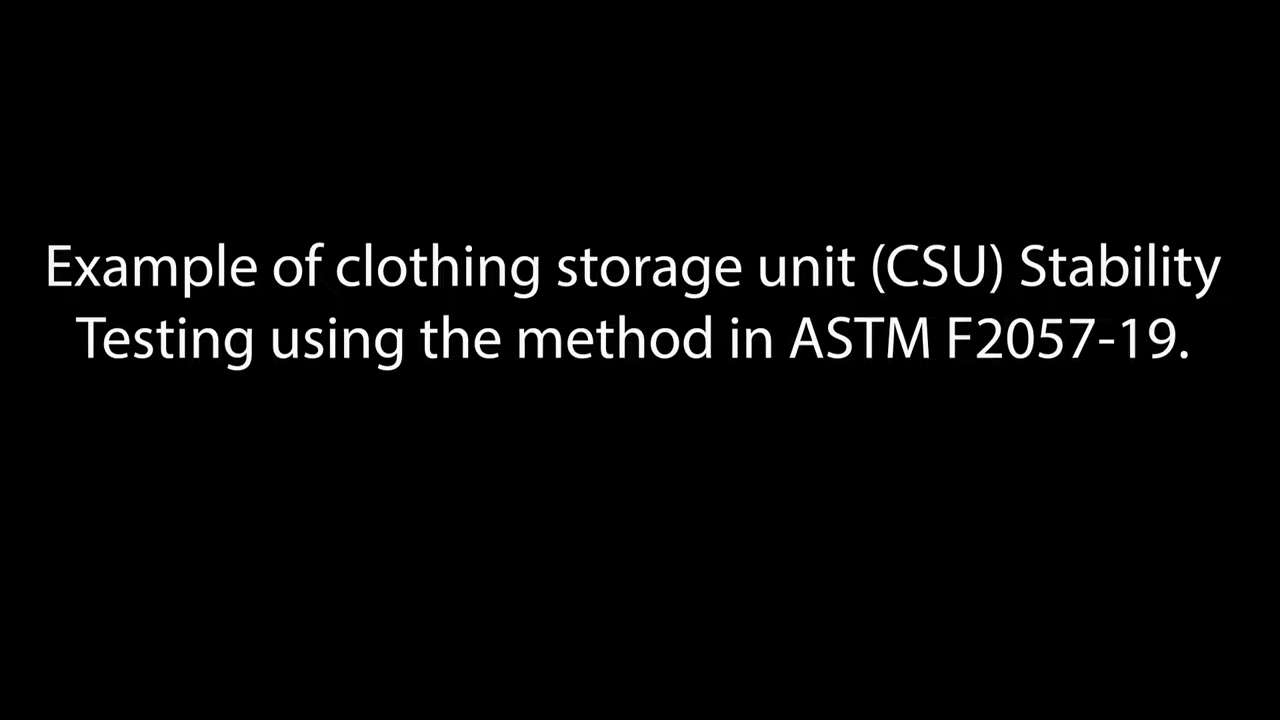 Example of clothing storage unit (CSU) Stability
Testing using the method in ASTM F2057-19.